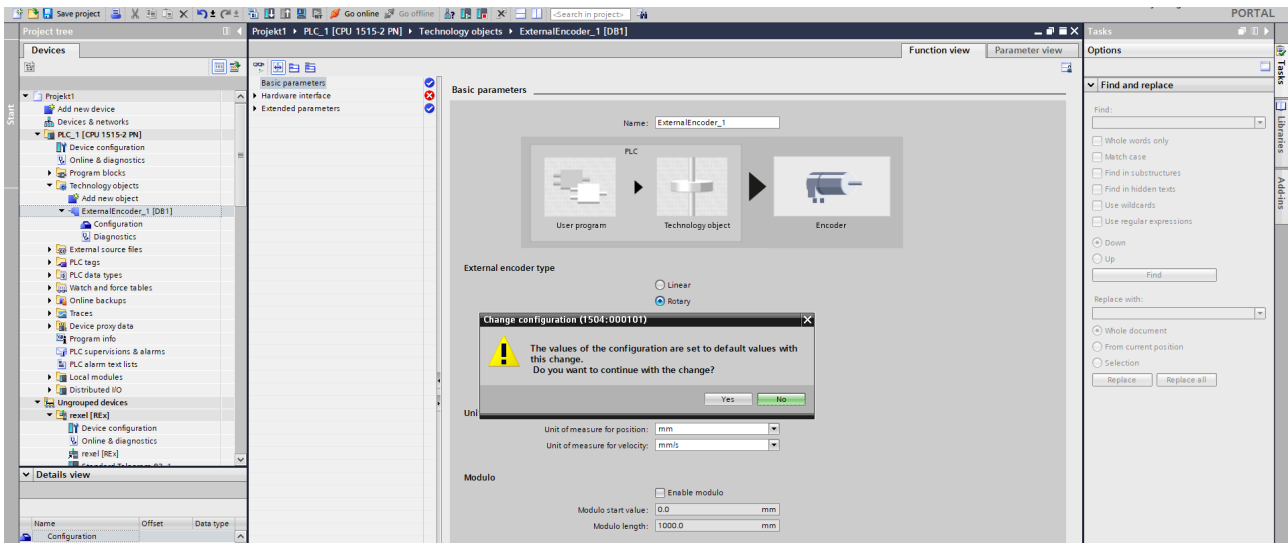 PORTAL
Save project
Go online
Go offline
<Search in project>
Project tree
Projekt1 ▸ PLC_1 [CPU 1515-2 PN] ▸ Technology objects ▸ ExternalEncoder_1 [DB1]
Tasks
Devices
Function view
Parameter view
Options
Start
Projekt1
Add new device
Devices & networks
PLC_1 [CPU 1515-2 PN]
Device configuration
Online & diagnostics
Program blocks
Technology objects
Add new object
ExternalEncoder_1 [DB1]
Configuration
Diagnostics
External source files
PLC tags
PLC data types
Watch and force tables
Online backups
Traces
Device proxy data
Program info
PLC supervisions & alarms
PLC alarm text lists
Local modules
Distributed I/O
Ungrouped devices
rexel [REx]
Device configuration
Online & diagnostics
rexel [REx]
Details view
Name Offset Data type
Configuration
Basic parameters
Hardware interface
Extended parameters
Basic parameters
Name: ExternalEncoder_1
PLC
User program
Technology object
Encoder
External encoder type
Linear
Rotary
Change configuration (1504:000101)
The values of the configuration are set to default values with
this change.
Do you want to continue with the change?
Yes
No
Uni
Unit of measure for position: mm
Unit of measure for velocity: mm/s
Modulo
Enable modulo
Modulo start value: 0.0 mm
Modulo length: 1000.0 mm
Find and replace
Find:
Whole words only
Match case
Find in substructures
Find in hidden texts
Use wildcards
Use regular expressions
Down
Up
Find
Replace with:
Whole document
From current position
Selection
Replace
Replace all
Tasks
Libraries
Add-ins